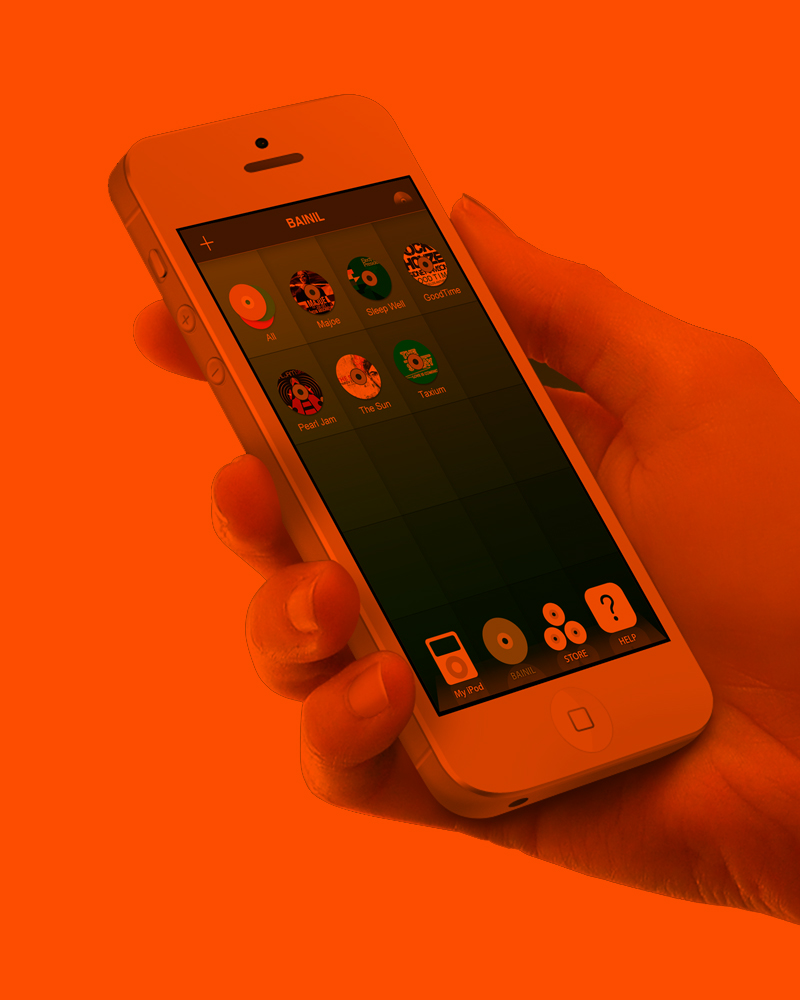 BAINIL
All
Majoe
Sleep Well
GoodTime
Pearl Jam
The Sun
Taxium
My iPod
BAINIL
STORE
?
HELP